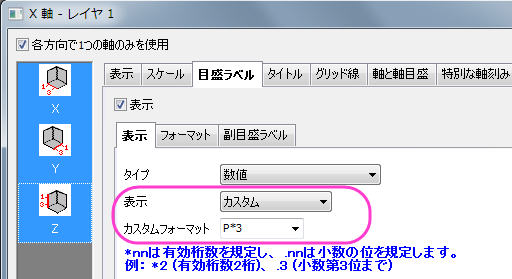 X 軸 - レイヤ 1
各方向で1つの軸のみを使用
表示 スケール 目盛ラベル タイトル グリッド線 軸と軸目盛 特別な軸刻み
X
Y
Z
表示
表示 フォーマット 副目盛ラベル
タイプ 数値
表示 カスタム
カスタムフォーマット P*3
*nnは有効桁数を規定し、.nnは小数の位を規定します。
例: *2 (有効桁数2桁)、.3 (小数第3位まで)